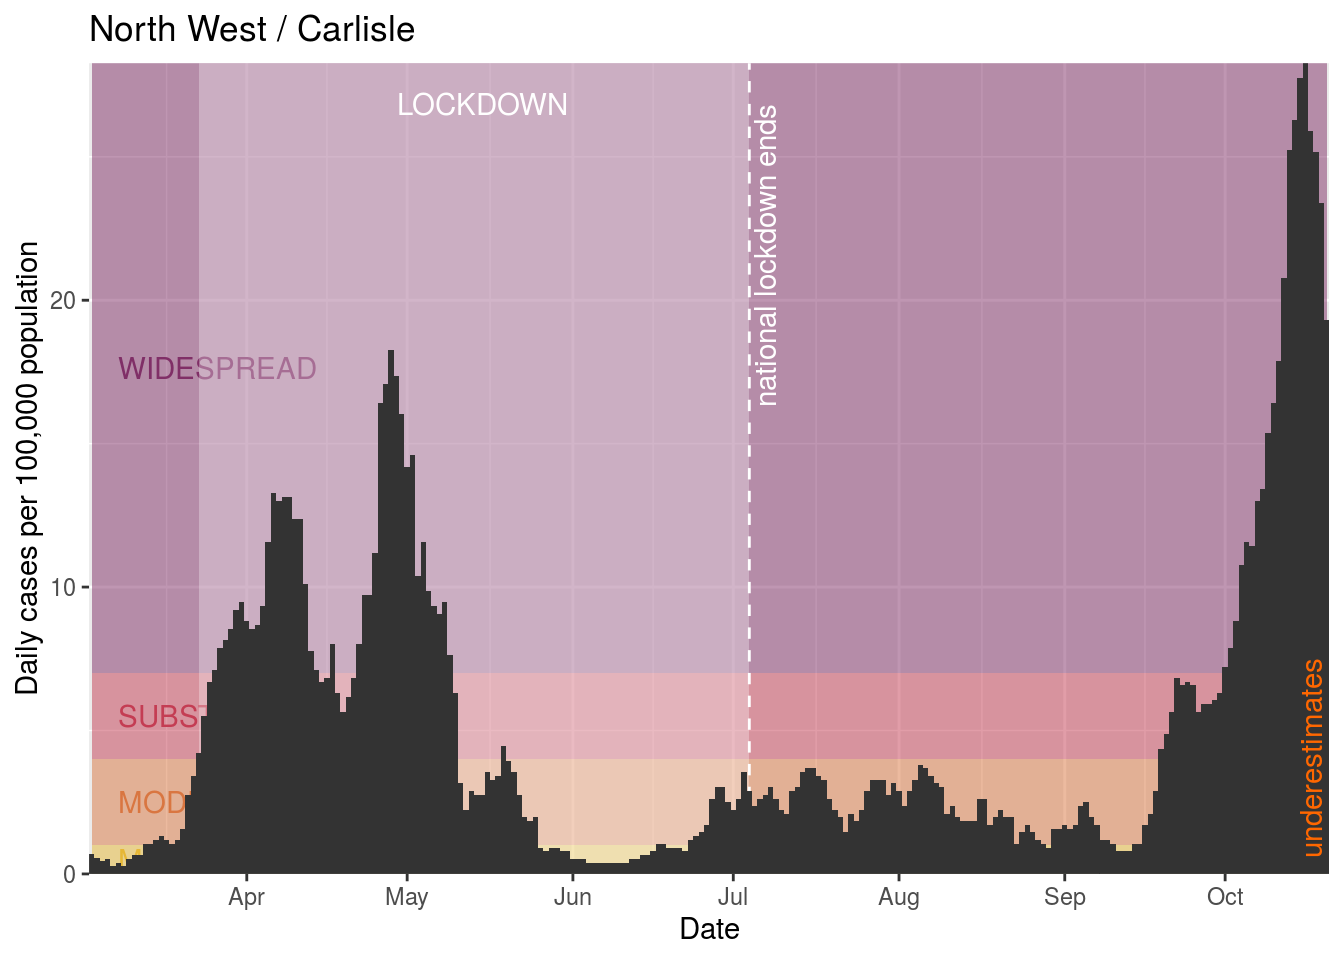 North West / Carlisle
LOCKDOWN
national lockdown ends
WIDESPREAD
SUBS
MOD
M
underestimates
Daily cases per 100,000 population
20
10
0
Apr
May
Jun
Jul
Aug
Sep
Oct
Date